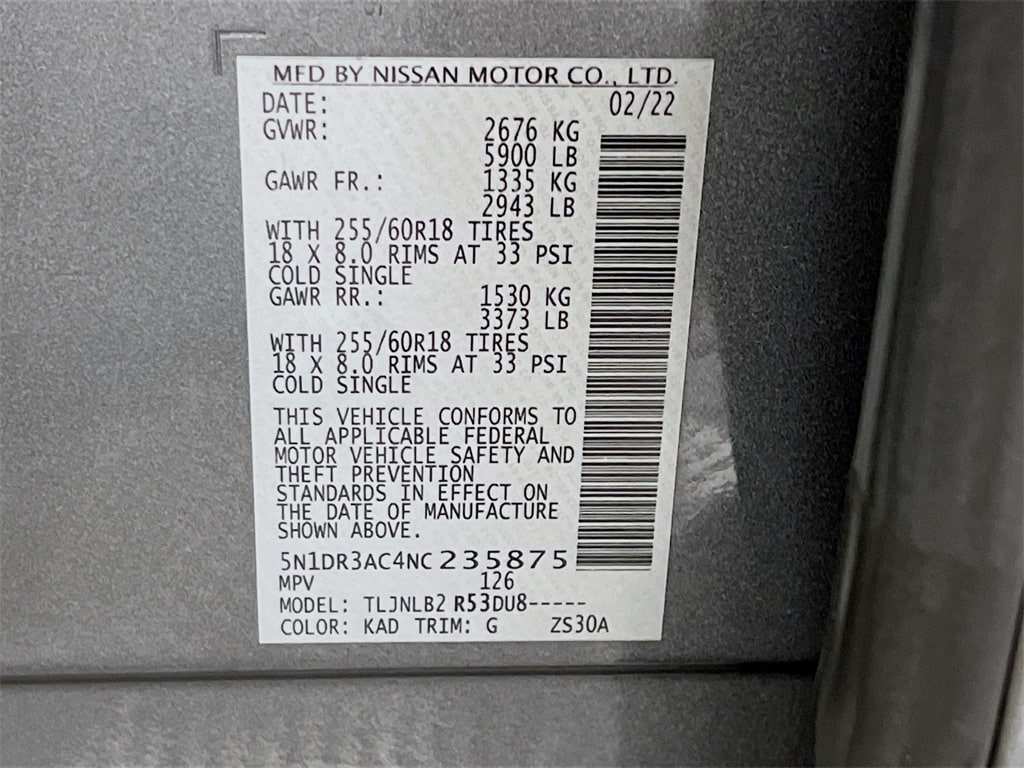 MFD BY NISSAN MOTOR CO., LTD.
DATE: 02/22
GVWR: 2676 KG
5900 LB
GAWR FR.: 1335 KG
2943 LB
WITH 255/60R18 TIRES
18 X 8.0 RIMS AT 33 PSI
COLD SINGLE
GAWR RR.: 1530 KG
3373 LB
WITH 255/60R18 TIRES
18 X 8.0 RIMS AT 33 PSI
COLD SINGLE
THIS VEHICLE CONFORMS TO
ALL APPLICABLE FEDERAL
MOTOR VEHICLE SAFETY AND
THEFT PREVENTION
STANDARDS IN EFFECT ON
THE DATE OF MANUFACTURE
SHOWN ABOVE.
5N1DR3AC4NC235875
MPV 126
MODEL: TLJNLB2 R53DU8-----
COLOR: KAD TRIM: G ZS30A